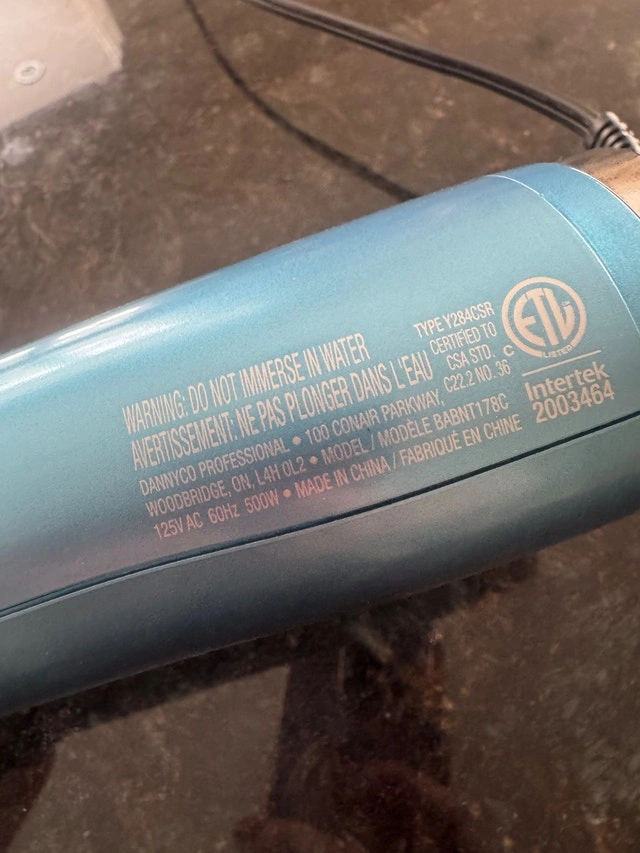 WARNING: DO NOT IMMERSE IN WATER
AVERTISSEMENT: NE PAS PLONGER DANS L'EAU
DANNYCO PROFESSIONAL • 100 CONAIR PARKWAY,
WOODBRIDGE, ON, L4H 0L2 • MODEL / MODÈLE BABNT178C
125V AC 60Hz 500W • MADE IN CHINA / FABRIQUÉ EN CHINE
TYPE Y284CSR
CERTIFIED TO
CSA STD.
C22.2 NO. 36
C
ETL
LISTED
Intertek
2003464